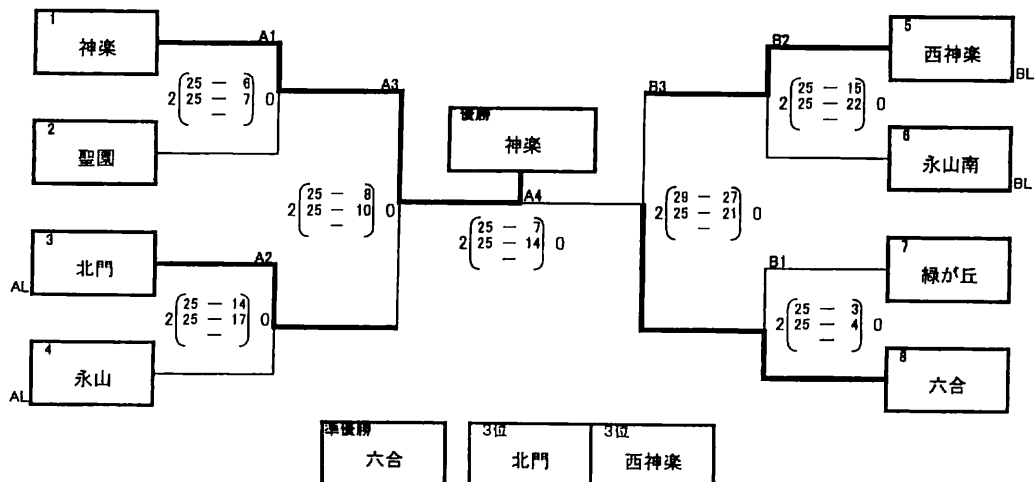 1
神楽
A1
2 25 — 6 0
25 — 7
—
2
聖園
A3
2 25 — 8 0
25 — 10
—
3
北門
AL
A2
2 25 — 14 0
25 — 17
—
4
永山
AL
優勝
神楽
A4
2 25 — 7 0
25 — 14
—
B3
2 29 — 27 0
25 — 21
—
B2
5
西神楽
BL
2 25 — 15 0
25 — 22
—
6
永山南
BL
B1
7
緑が丘
2 25 — 3 0
25 — 4
—
8
六合
準優勝
六合
3位
北門
3位
西神楽